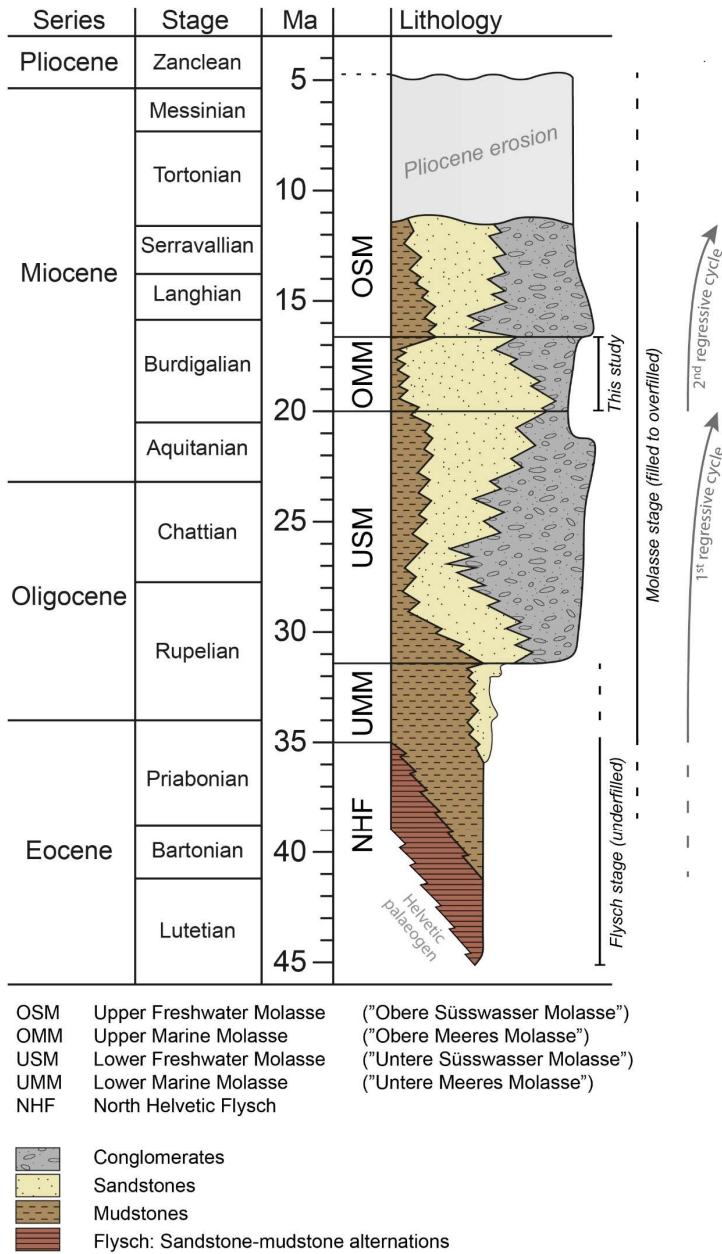 Series Stage Ma Lithology
Pliocene Zanclean 5
Messinian
Pliocene erosion
Tortonian
10
Miocene Serravallian OSM
Langhian 15
Burdigalian OMM This study
20
Aquitanian
Chattian 25 USM
Oligocene
30
Rupelian
UMM
35
Priabonian
NHF
40
Eocene Bartonian
Helvetic
palaeogen
Lutetian
45
Molasse stage (filled to overfilled)
Flysch stage (underfilled)
2nd regressive cycle
1st regressive cycle
OSM Upper Freshwater Molasse ("Obere Süsswasser Molasse")
OMM Upper Marine Molasse ("Obere Meeres Molasse")
USM Lower Freshwater Molasse ("Untere Süsswasser Molasse")
UMM Lower Marine Molasse ("Untere Meeres Molasse")
NHF North Helvetic Flysch
Conglomerates
Sandstones
Mudstones
Flysch: Sandstone-mudstone alternations